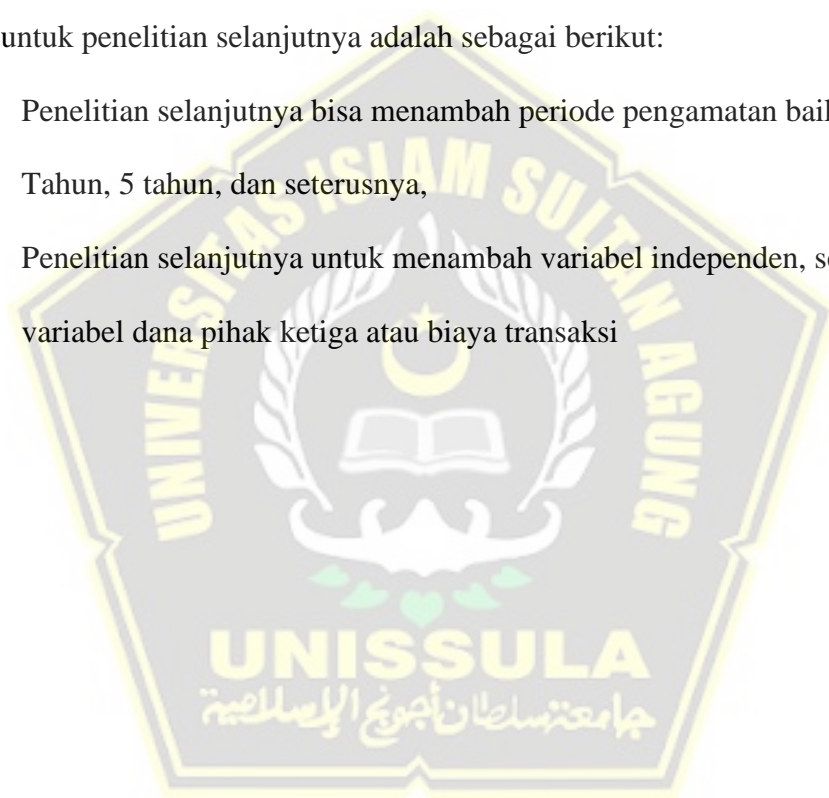 untuk penelitian selanjutnya adalah sebagai berikut:
Penelitian selanjutnya bisa menambah periode pengamatan
Tahun, 5 tahun, dan seterusnya,
Penelitian selanjutnya untuk menambah variabel independen,
variabel dana pihak ketiga atau biaya transaksi
UNIVERSITAS ISLAM SULTAN AGUNG
UNISSULA
جامعة سلطان أجونج الإسلامية